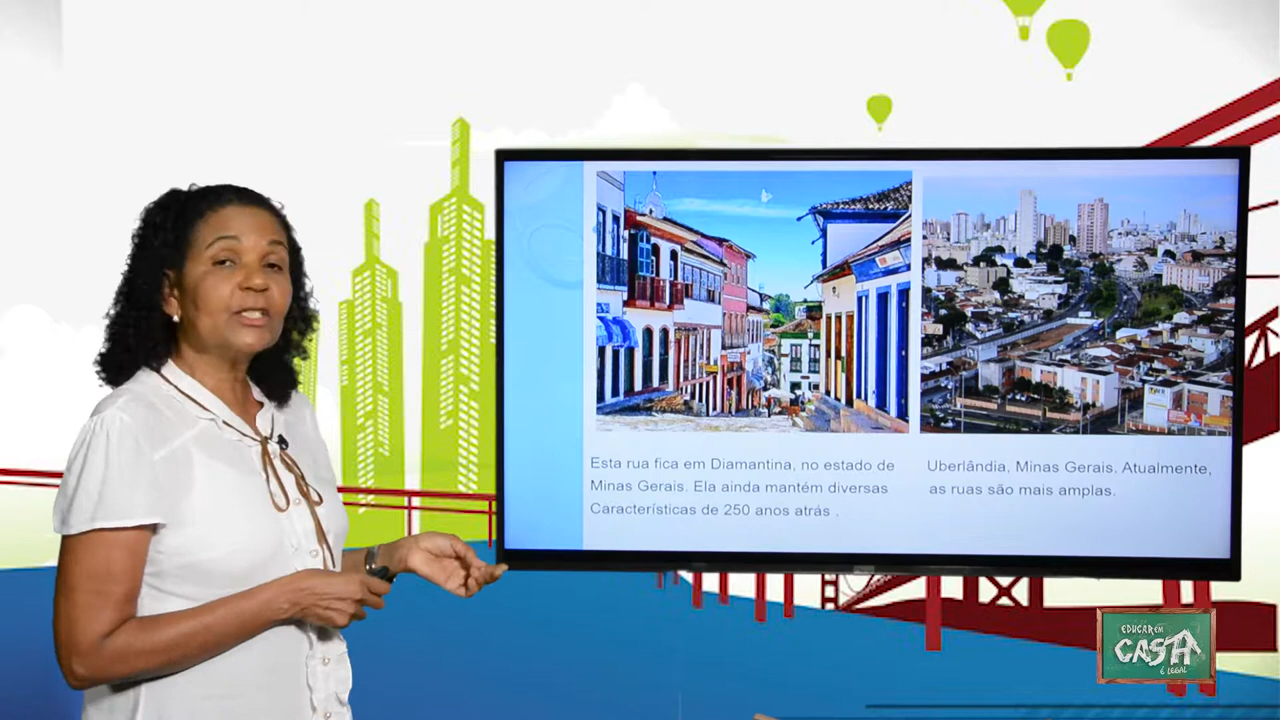 Esta rua fica em Diamantina, no estado de
Minas Gerais. Ela ainda mantém diversas
Características de 250 anos atrás .
Uberlândia, Minas Gerais, Atualmente,
as ruas são mais amplas.
EDUCAR EM
CASA
É LEGAL